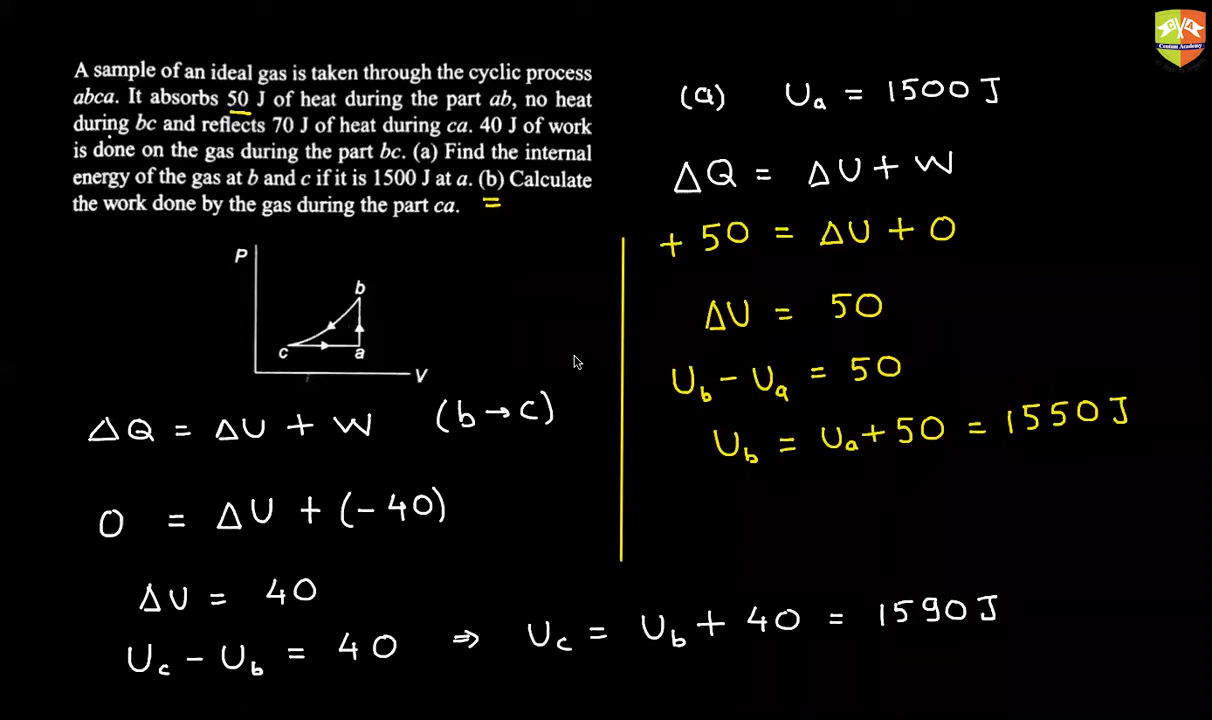 A sample of an ideal gas is taken through the cyclic process
abca. It absorbs 50 J of heat during the part ab, no heat
during bc and reflects 70 J of heat during ca. 40 J of work
is done on the gas during the part bc. (a) Find the internal
energy of the gas at b and c if it is 1500 J at a. (b) Calculate
the work done by the gas during the part ca. =
P
b
c
a
V
ΔQ = ΔU + W (b → c)
0 = ΔU + (-40)
ΔU = 40
Uc - Ub = 40 ⇒ Uc = Ub + 40 = 1590 J
(a) Ua = 1500 J
ΔQ = ΔU + W
+ 50 = ΔU + 0
ΔU = 50
Ub - Ua = 50
Ub = Ua + 50 = 1550 J
Centum Academy